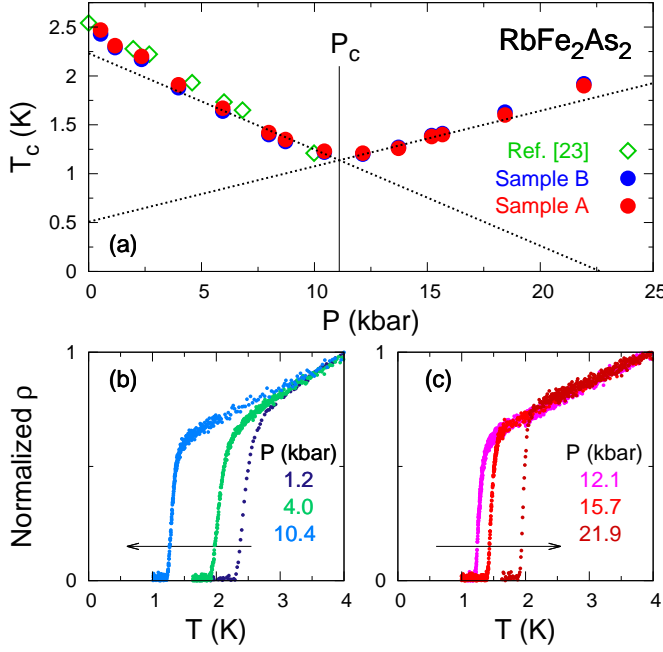 P_c
RbFe₂As₂
T_c (K)
2.5
2
1.5
1
0.5
0
Ref. [23]
Sample B
Sample A
(a)
0
5
10
15
20
25
P (kbar)
Normalized ρ
1
0
(b)
P (kbar)
1.2
4.0
10.4
0
1
2
3
4
T (K)
1
0
(c)
P (kbar)
12.1
15.7
21.9
0
1
2
3
4
T (K)